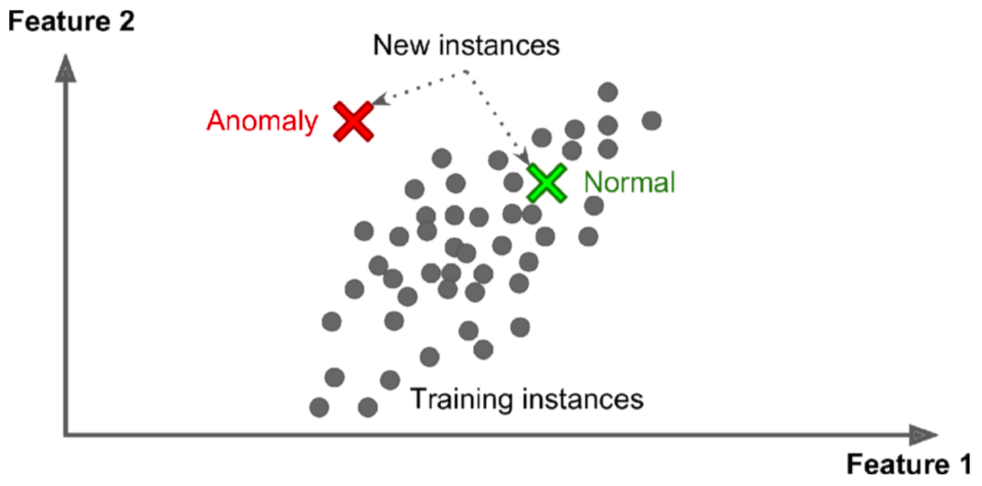 Feature 2
New instances
Anomaly
Normal
Training instances
Feature 1